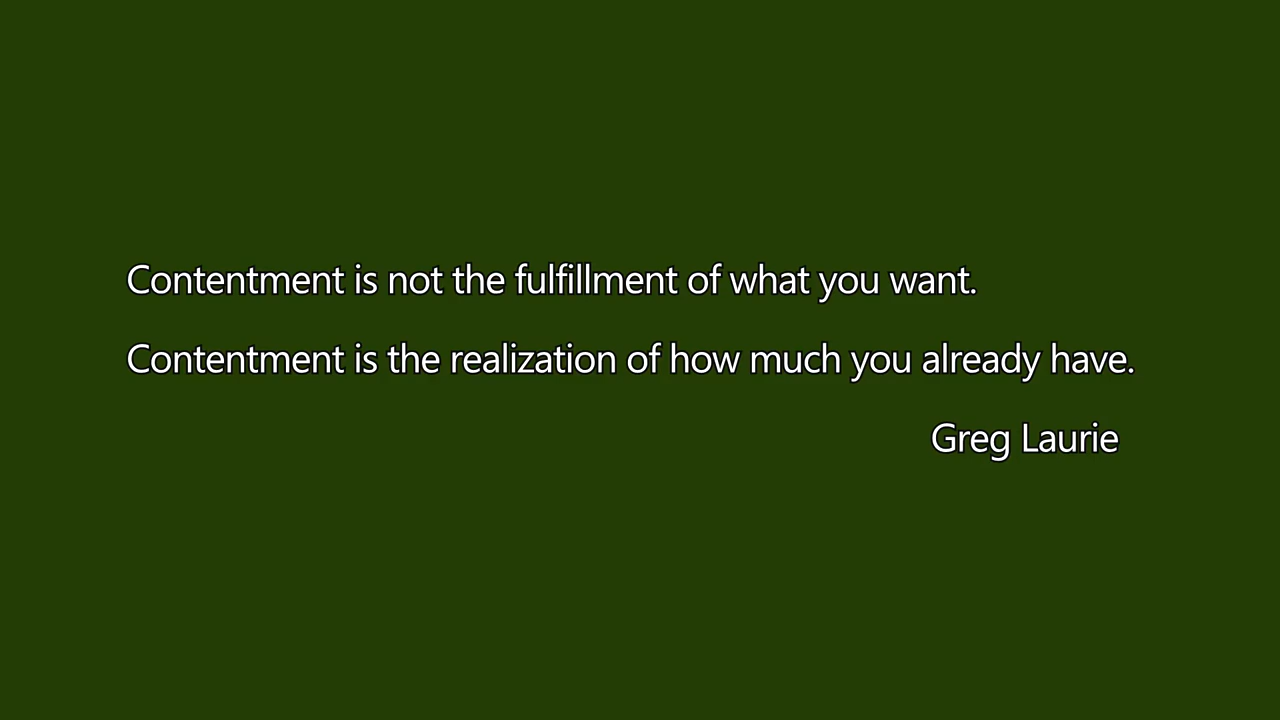 Contentment is not the fulfillment of what you want.
Contentment is the realization of how much you already have.
Greg Laurie